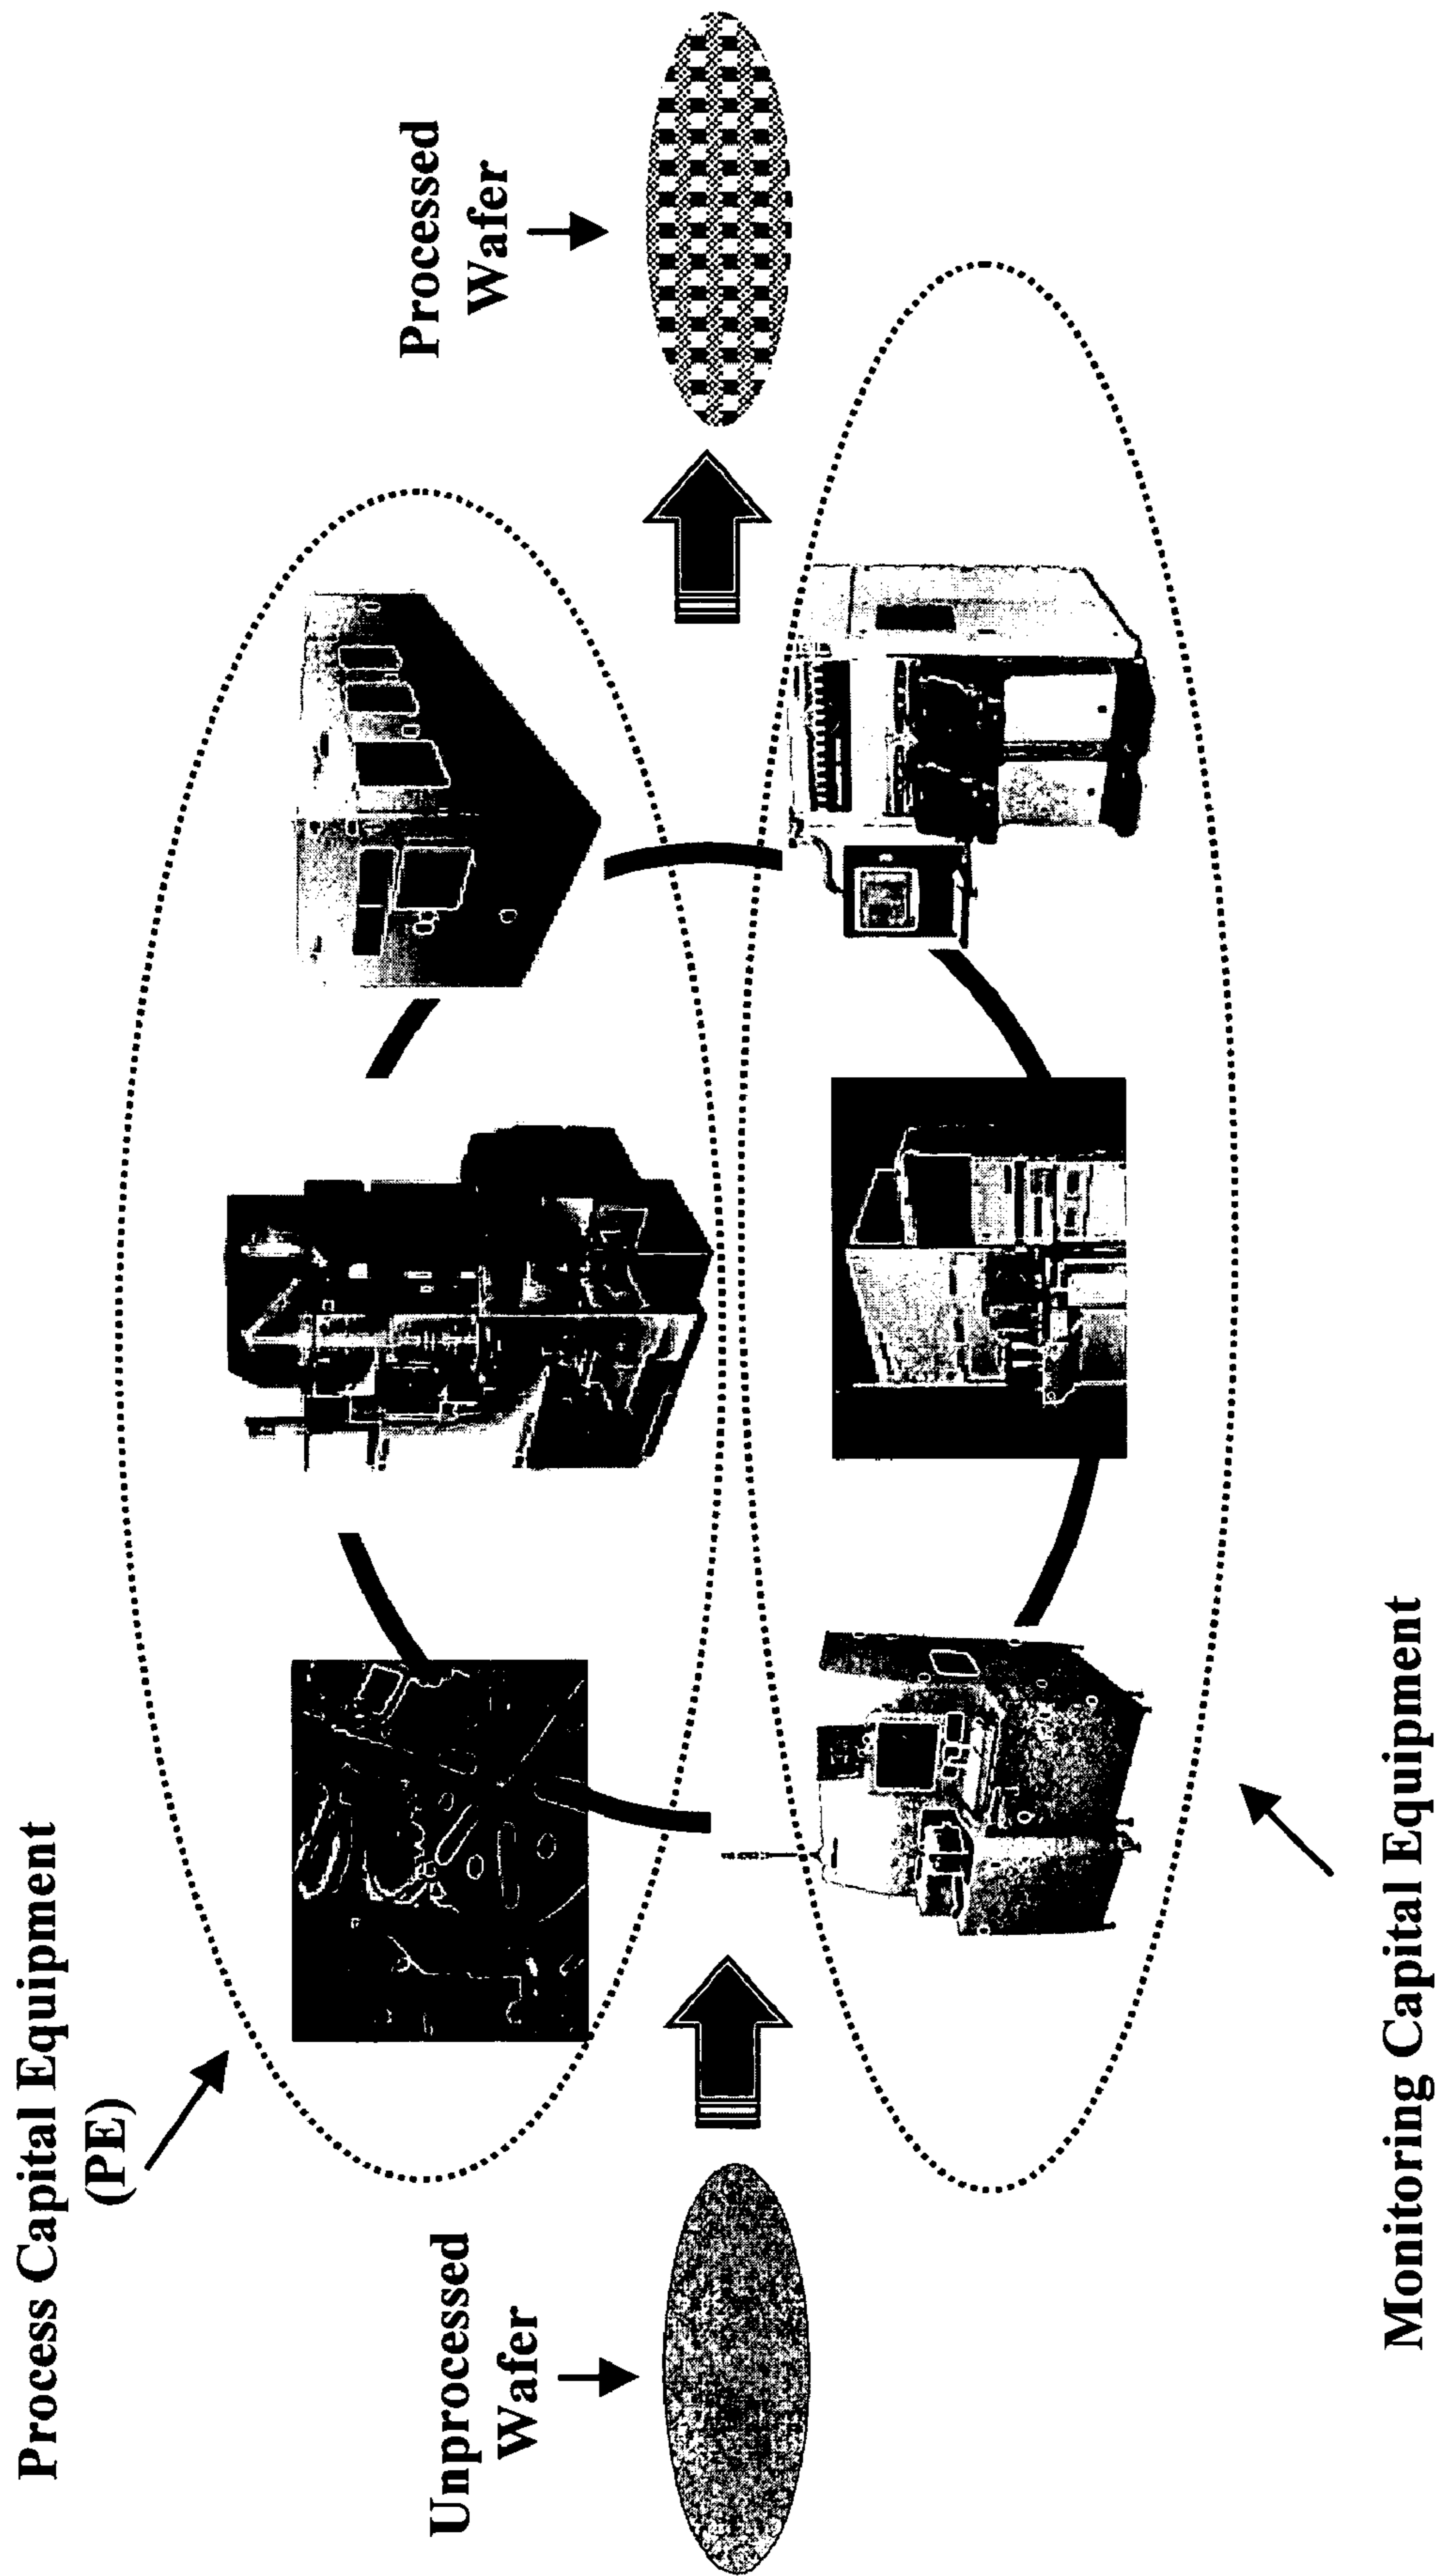 Process Capital Equipment
(PE)
Unprocessed
Wafer
Processed
Wafer
Monitoring Capital Equipment